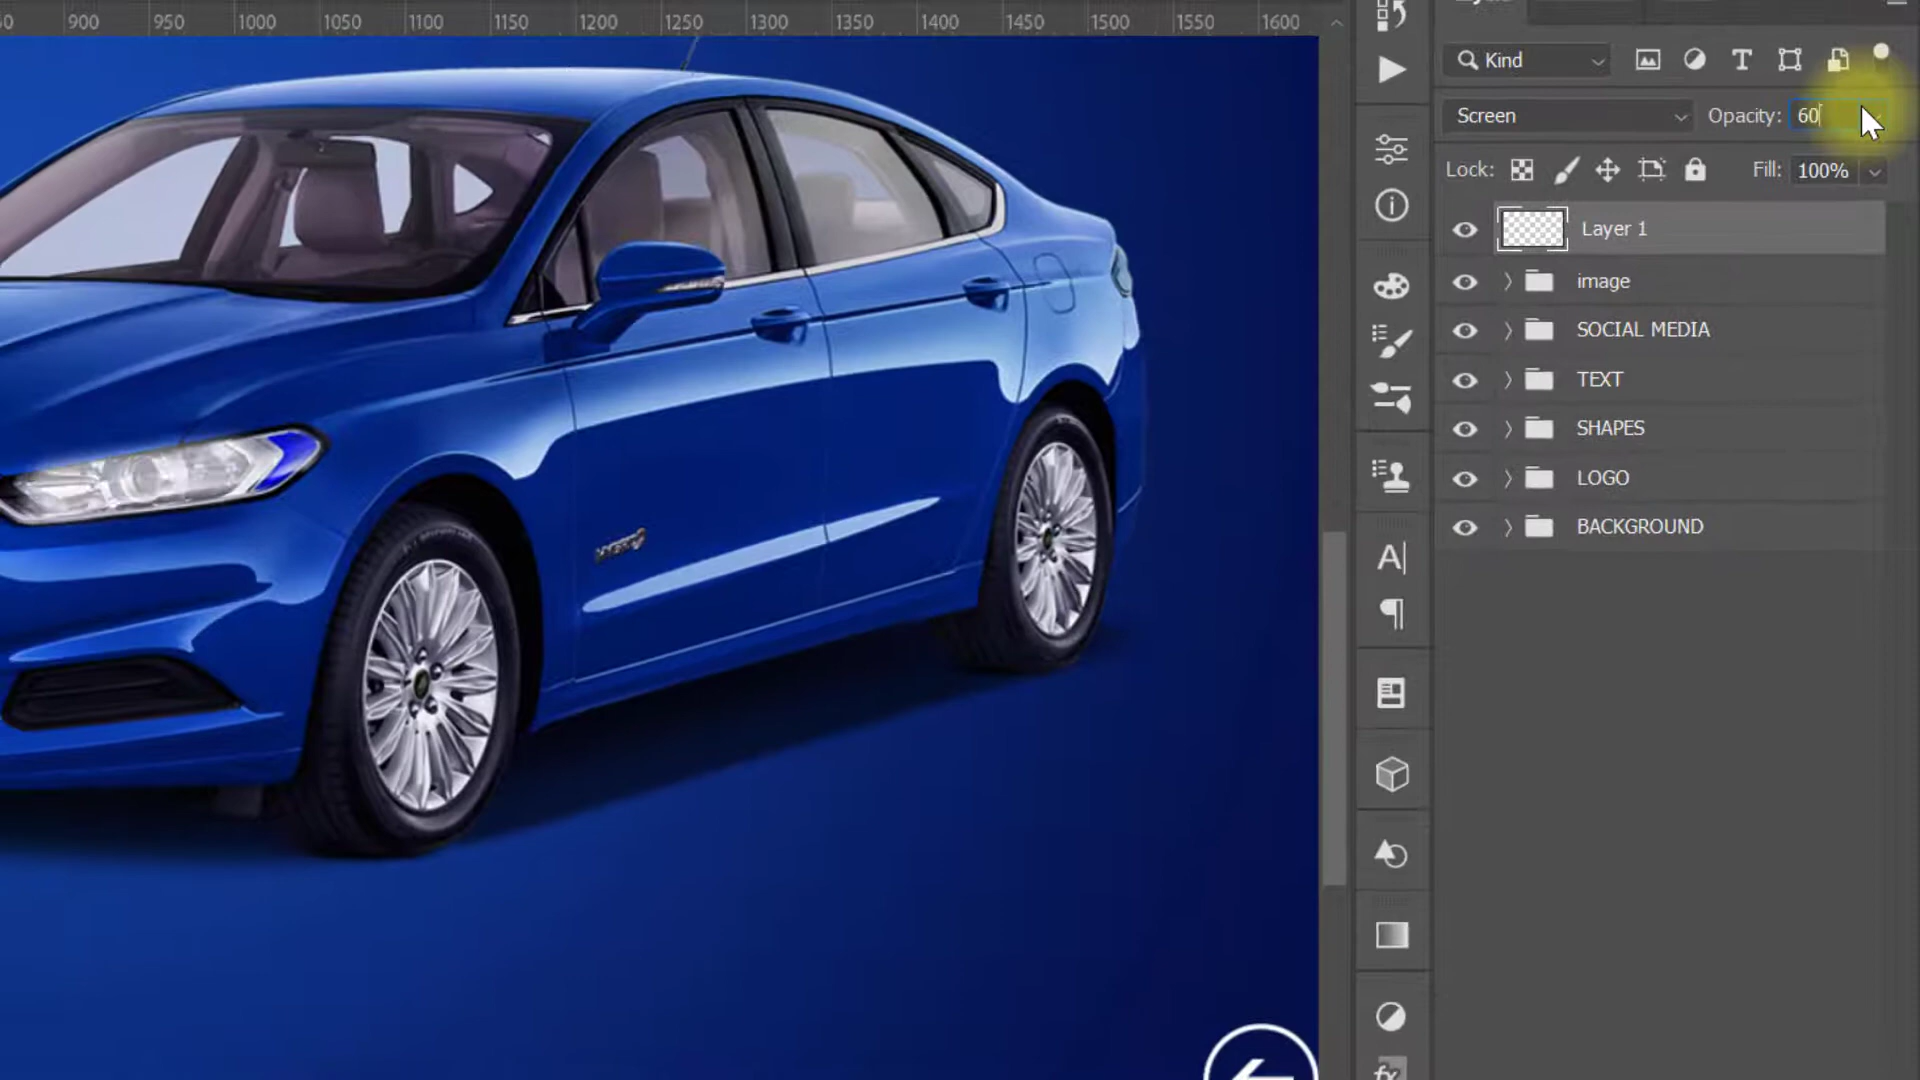 900 950 1000 1050 1100 1150 1200 1250 1300 1350 1400 1450 1500 1550 1600
Kind
Screen Opacity: 60
Lock: Fill: 100%
Layer 1
image
SOCIAL MEDIA
TEXT
SHAPES
LOGO
BACKGROUND